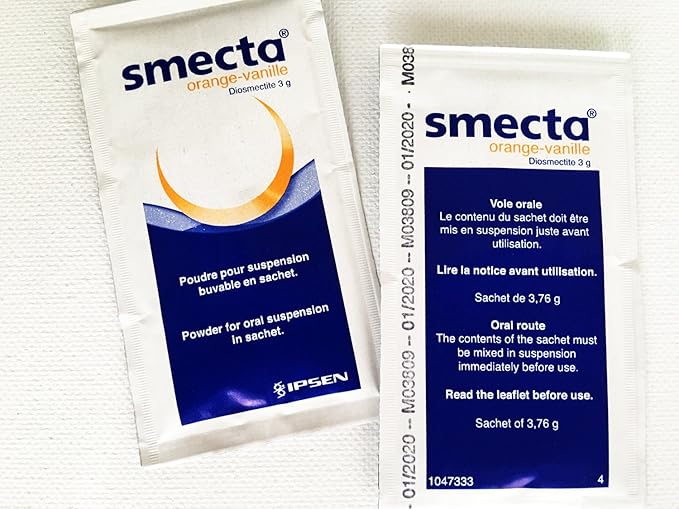 smecta®
orange-vanille
Diosmectite 3 g
Poudre pour suspension
buvable en sachet.
Powder for oral suspension
in sachet.
IPSEN
01/2020 -- M03809 -- 01/2020 -- M03809 -- 01/2020 - · M038
smecta®
orange-vanille
Diosmectite 3 g
Voie orale
Le contenu du sachet doit être
mis en suspension juste avant
utilisation.
Lire la notice avant utilisation.
Sachet de 3,76 g
Oral route
The contents of the sachet must
be mixed in suspension
immediately before use.
Read the leaflet before use.
Sachet of 3,76 g
1047333 4